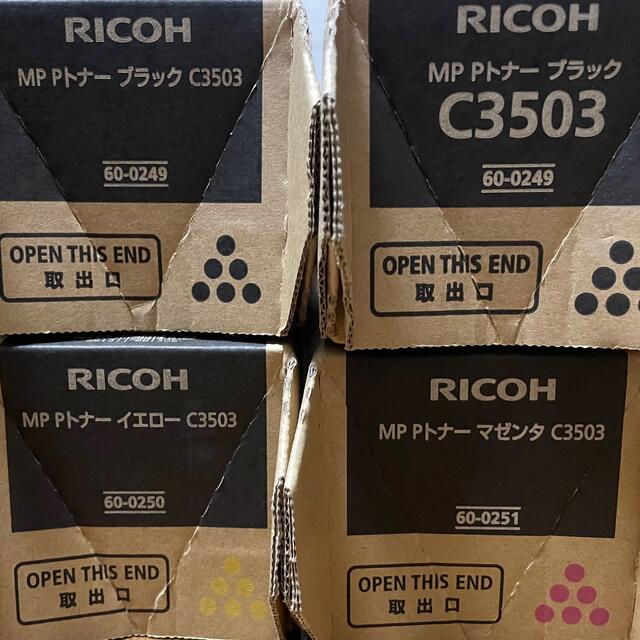 RICOH
MP Pトナー ブラック C3503
60-0249
OPEN THIS END
取出口
RICOH
MP Pトナー ブラック
C3503
60-0249
OPEN THIS END
取出口
RICOH
MP Pトナー イエロー C3503
60-0250
OPEN THIS END
取出口
RICOH
MP Pトナー マゼンタ C3503
60-0251
OPEN THIS END
取出口